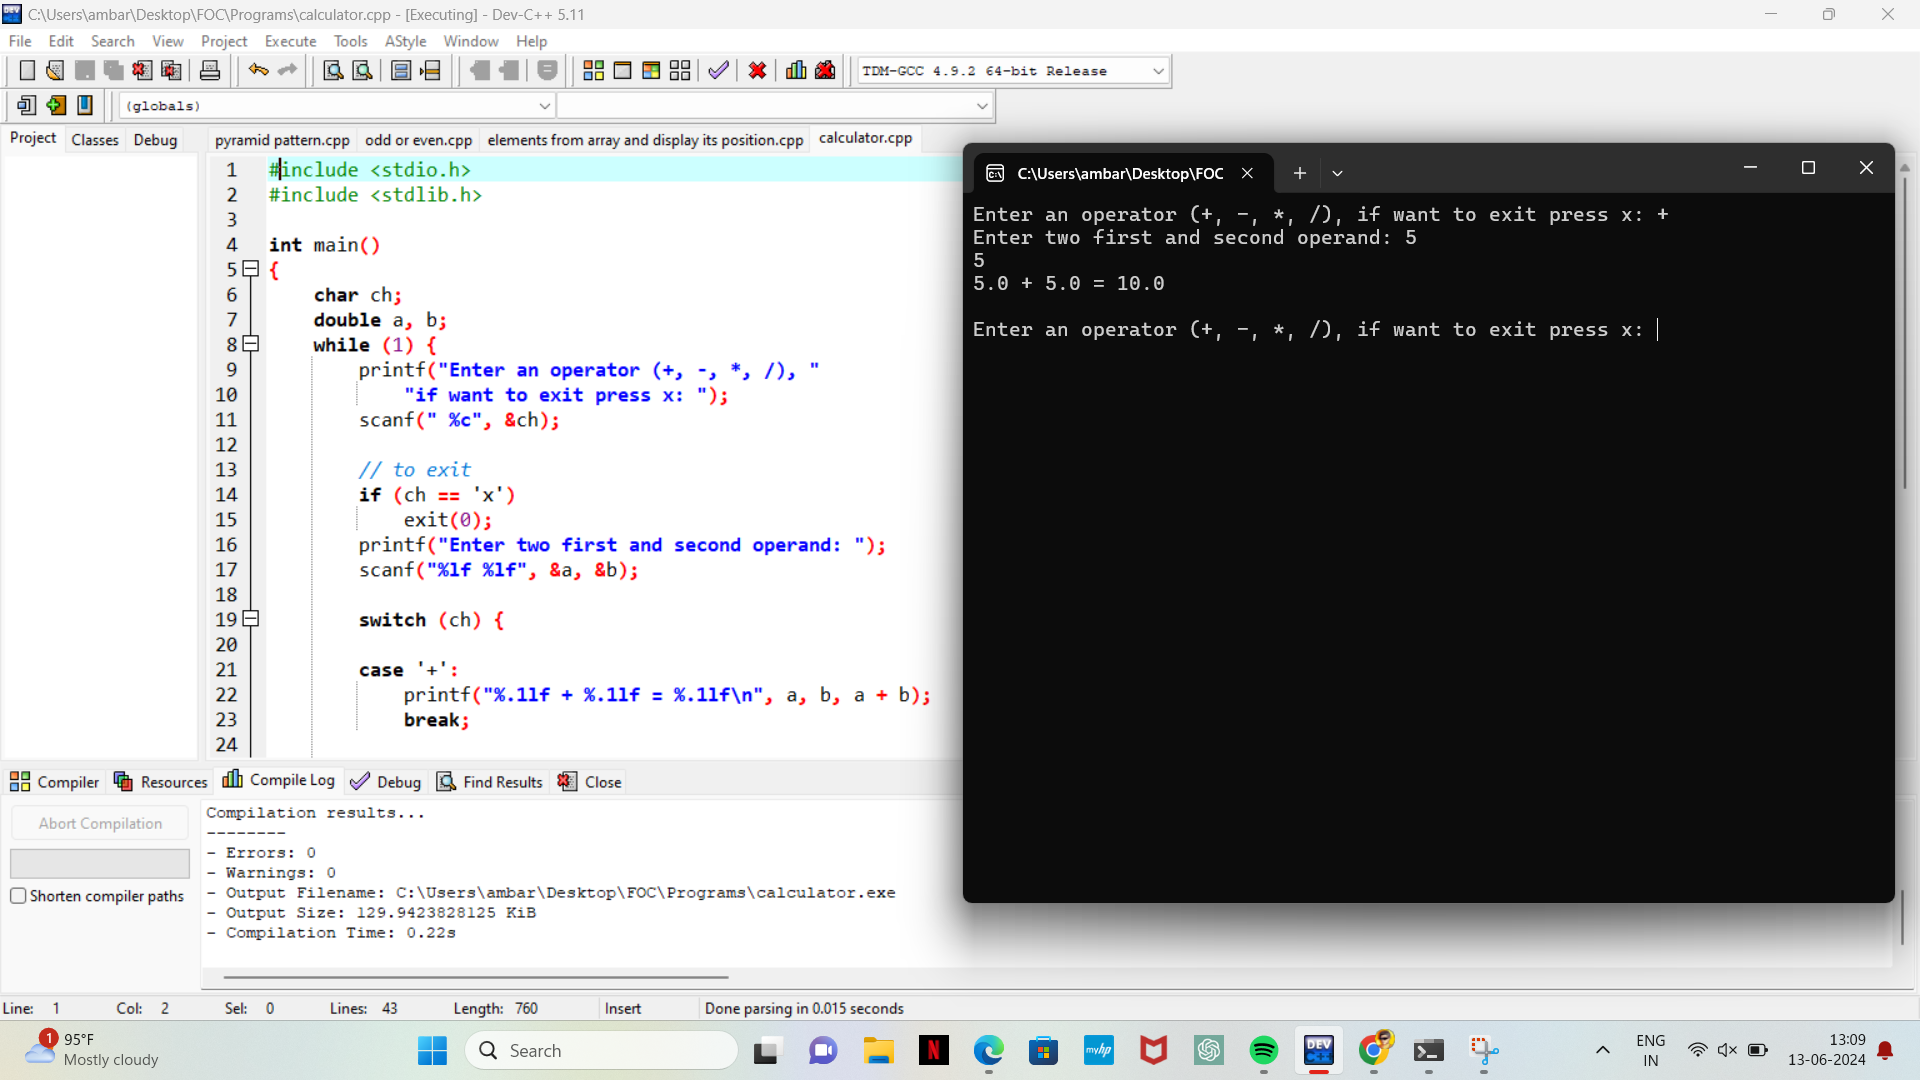 C:\Users\ambar\Desktop\FOC\Programs\calculator.cpp - [Executing] - Dev-C++ 5.11
File Edit Search View Project Execute Tools AStyle Window Help
TDM-GCC 4.9.2 64-bit Release
(globals)
Project Classes Debug
pyramid pattern.cpp odd or even.cpp elements from array and display its position.cpp calculator.cpp
1 #include <stdio.h>
2 #include <stdlib.h>
3
4 int main()
5 {
6 char ch;
7 double a, b;
8 while (1) {
9 printf("Enter an operator (+, -, *, /), "
10 "if want to exit press x: ");
11 scanf(" %c", &ch);
12
13 // to exit
14 if (ch == 'x')
15 exit(0);
16 printf("Enter two first and second operand: ");
17 scanf("%lf %lf", &a, &b);
18
19 switch (ch) {
20
21 case '+':
22 printf("%.1lf + %.1lf = %.1lf\n", a, b, a + b);
23 break;
24
C:\Users\ambar\Desktop\FOC
Enter an operator (+, -, *, /), if want to exit press x: +
Enter two first and second operand: 5
5
5.0 + 5.0 = 10.0
Enter an operator (+, -, *, /), if want to exit press x:
Compiler Resources Compile Log Debug Find Results Close
Abort Compilation
Shorten compiler paths
Compilation results...
--------
- Errors: 0
- Warnings: 0
- Output Filename: C:\Users\ambar\Desktop\FOC\Programs\calculator.exe
- Output Size: 129.9423828125 KiB
- Compilation Time: 0.22s
Line: 1 Col: 2 Sel: 0 Lines: 43 Length: 760 Insert Done parsing in 0.015 seconds
1
95°F
Mostly cloudy
Search
N
myhp
DEV
C++
ENG
IN
13:09
13-06-2024